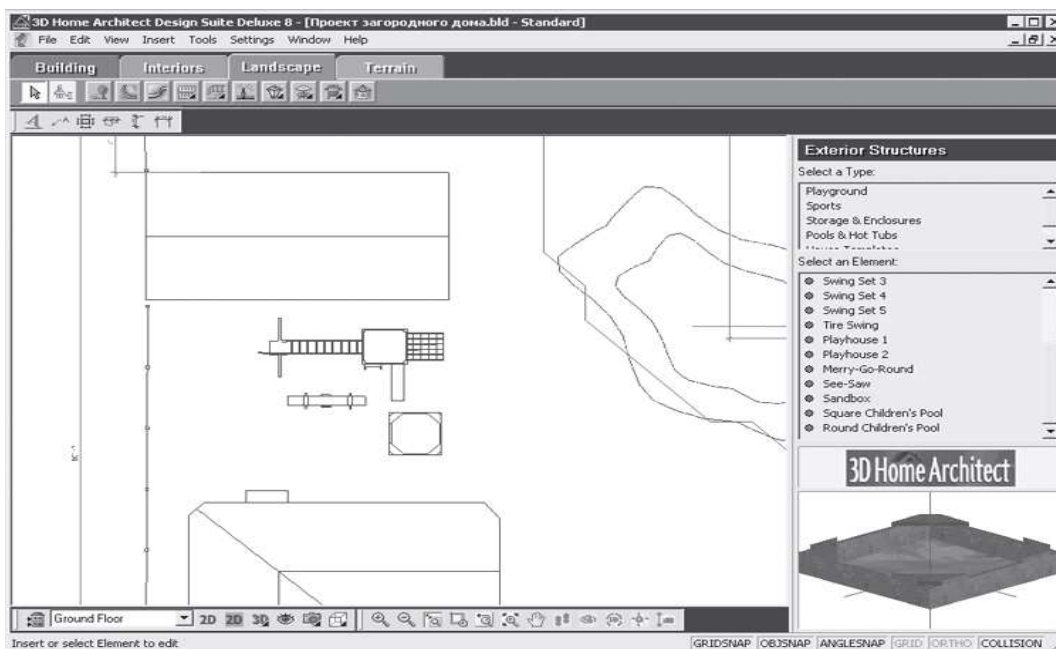 3D Home Architect Design Suite Deluxe 8 - [Проект загородного дома.bld - Standard]
File Edit View Insert Tools Settings Window Help
Building Interiors Landscape Terrain
Exterior Structures
Select a Type:
Playground
Sports
Storage & Enclosures
Pools & Hot Tubs
House Templates
Select an Element:
Swing Set 3
Swing Set 4
Swing Set 5
Tire Swing
Playhouse 1
Playhouse 2
Merry-Go-Round
See-Saw
Sandbox
Square Children's Pool
Round Children's Pool
3D Home Architect
Ground Floor 2D 2D 3D
Insert or select Element to edit
GRIDSNAP OBJSNAP ANGLESNAP GRID ORTHO COLLISION